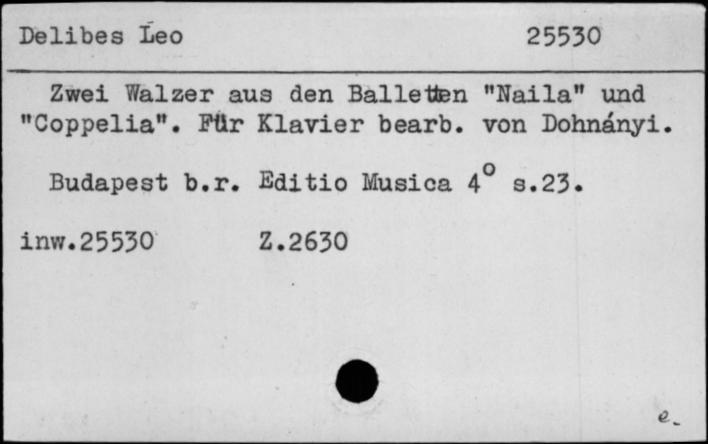 Delibes Leo 25530
Zwei Walzer aus den Balletten "Naila" und
"Coppelia". Für Klavier bearb. von Dohnányi.
Budapest b.r. Editio Musica 4° s.23.
inw.25530 Z.2630
e.